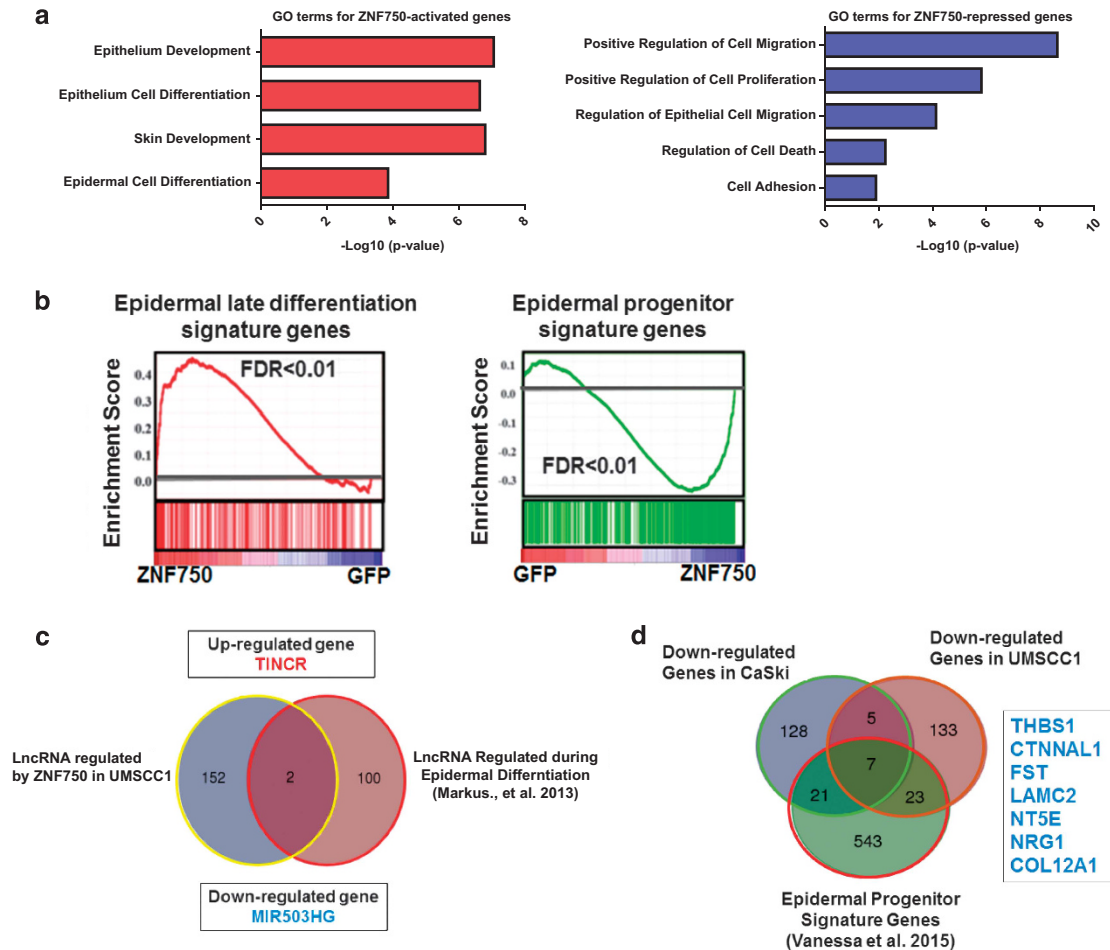 a
GO terms for ZNF750-activated genes
Epithelium Development
Epithelium Cell Differentiation
Skin Development
Epidermal Cell Differentiation
0 2 4 6 8
-Log10 (p-value)
GO terms for ZNF750-repressed genes
Positive Regulation of Cell Migration
Positive Regulation of Cell Proliferation
Regulation of Epithelial Cell Migration
Regulation of Cell Death
Cell Adhesion
0 2 4 6 8 10
-Log10 (p-value)
b
Epidermal late differentiation
signature genes
Enrichment Score
0.4
0.3
0.2
0.1
0.0
FDR<0.01
ZNF750 GFP
Epidermal progenitor
signature genes
Enrichment Score
0.1
0.0
-0.1
-0.2
-0.3
FDR<0.01
GFP ZNF750
c
Up-regulated gene
TINCR
LncRNA regulated
by ZNF750 in UMSCC1
152 2 100
LncRNA Regulated during
Epidermal Differntiation
(Markus., et al. 2013)
Down-regulated gene
MIR503HG
d
Down-regulated
Genes in CaSki
Down-regulated
Genes in UMSCC1
128 5 133
7
21 23
543
Epidermal Progenitor
Signature Genes
(Vanessa et al. 2015)
THBS1
CTNNAL1
FST
LAMC2
NT5E
NRG1
COL12A1